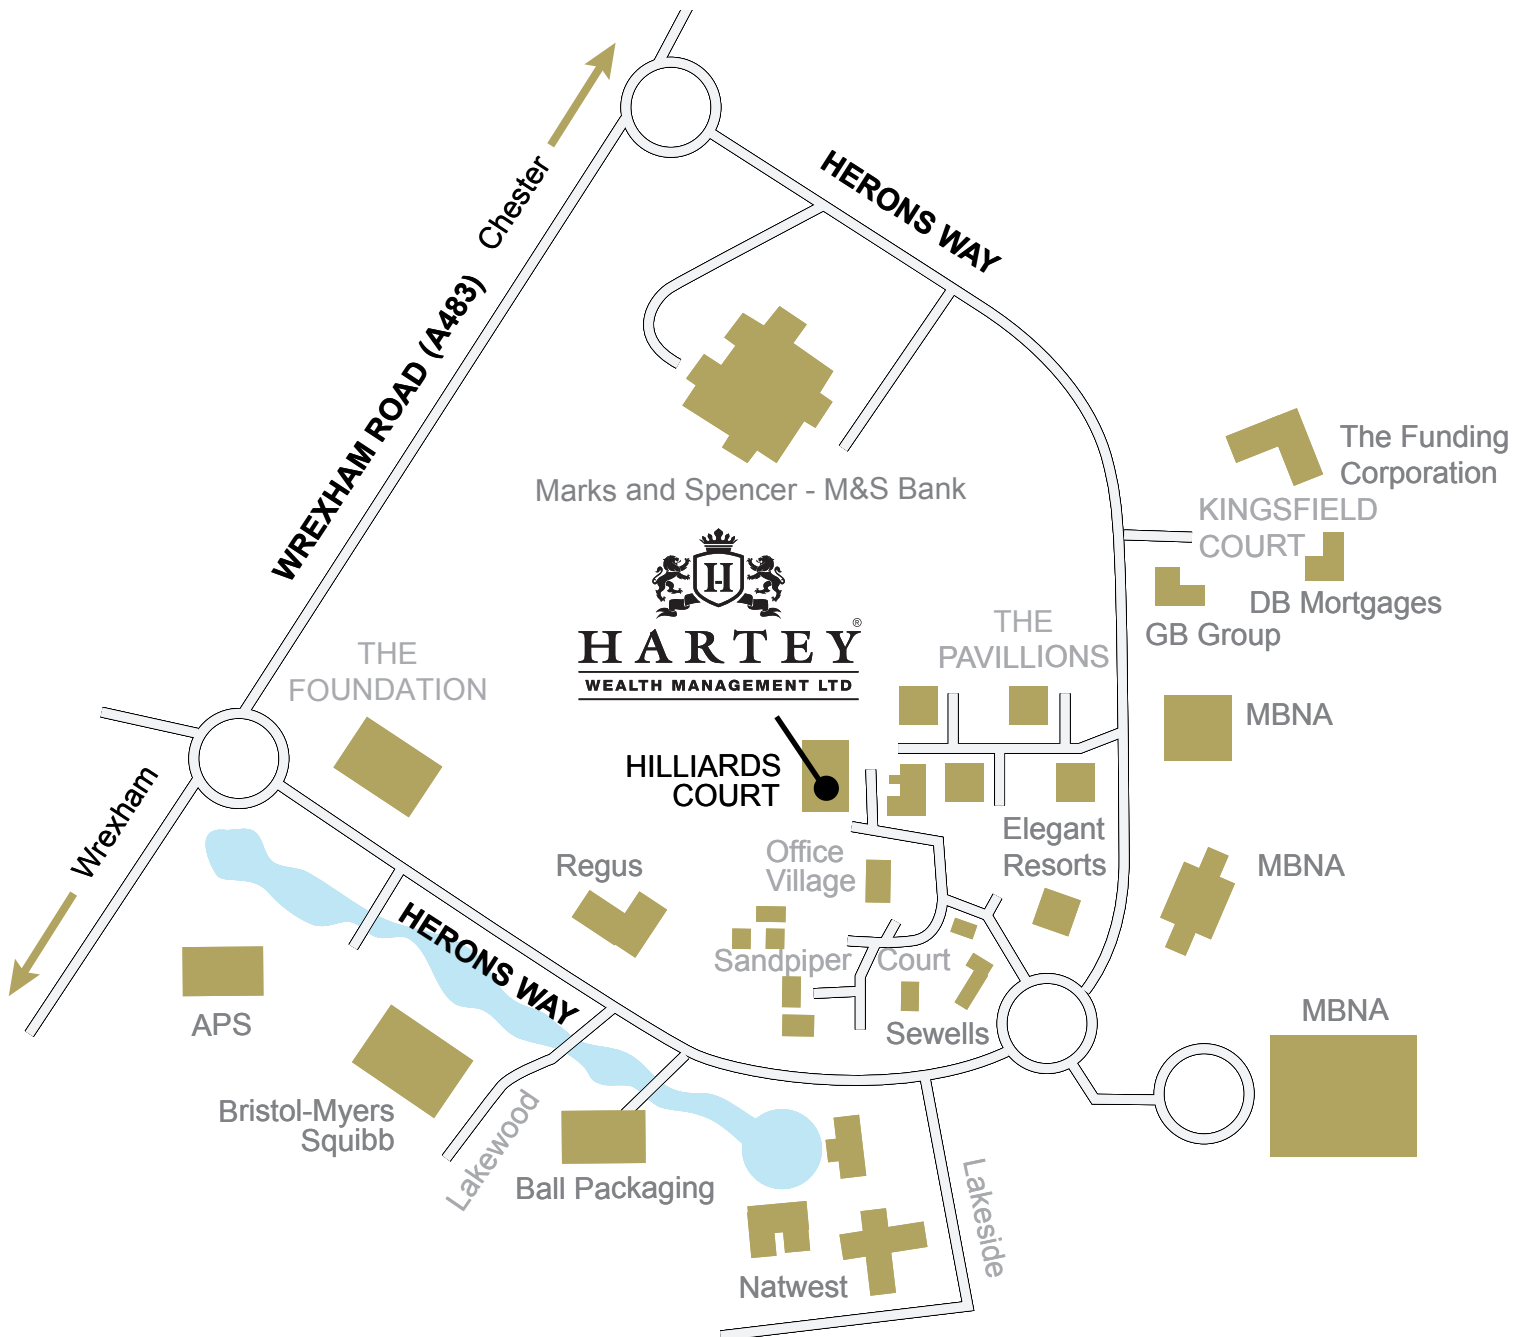 Chester
HERONS WAY
WREXHAM ROAD (A483)
The Funding
Corporation
Marks and Spencer - M&S Bank
KINGSFIELD
COURT
H
HARTEY®
WEALTH MANAGEMENT LTD
DB Mortgages
GB Group
THE
PAVILLIONS
THE
FOUNDATION
MBNA
HILLIARDS
COURT
Wrexham
Elegant
Resorts
Office
Village
Regus
MBNA
HERONS WAY
Sandpiper Court
APS
Sewells
MBNA
Bristol-Myers
Squibb
Lakewood
Ball Packaging
Lakeside
Natwest